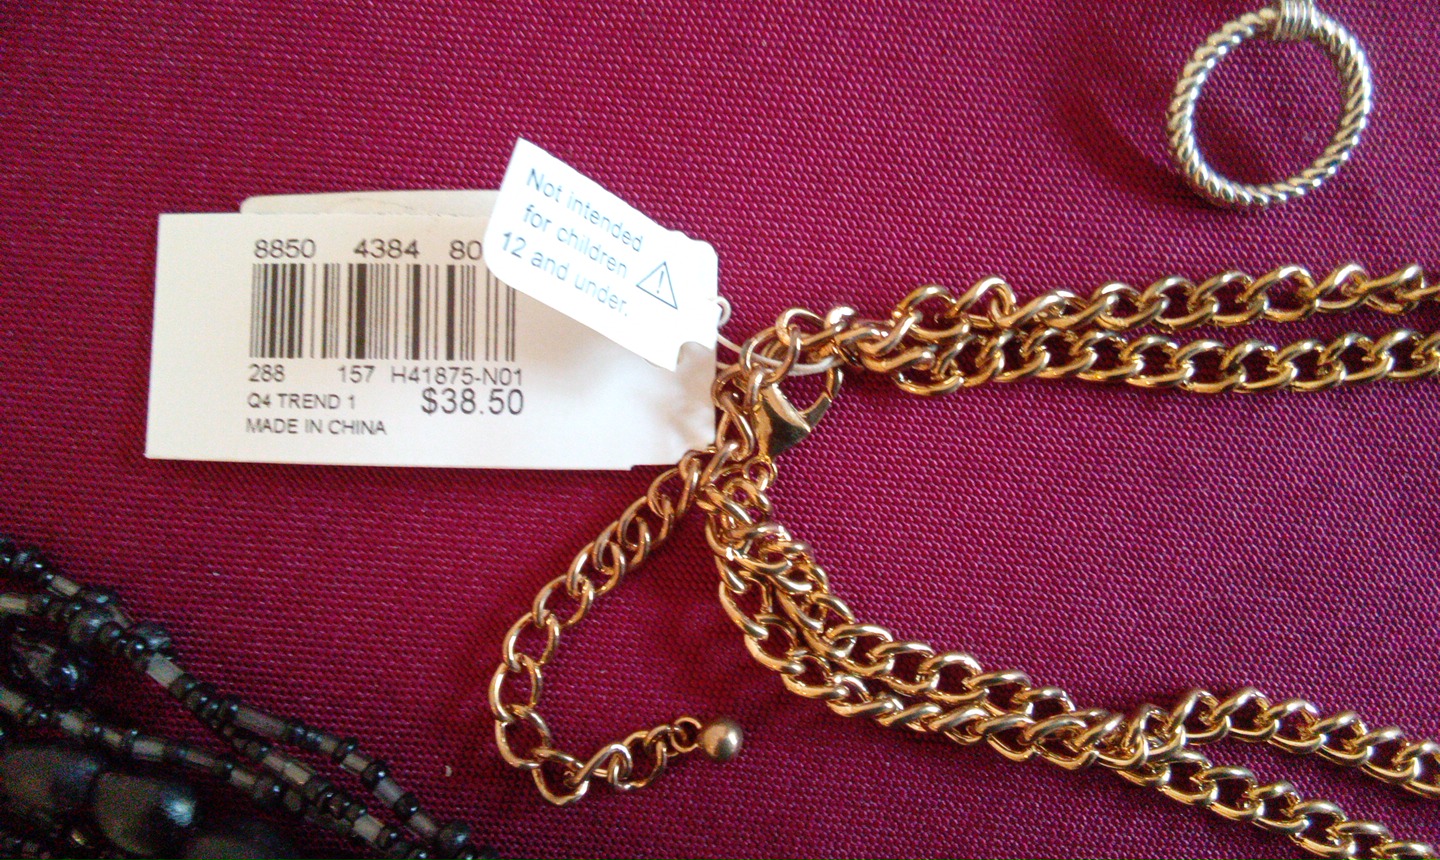 8850 4384 80
288 157 H41875-N01
Q4 TREND 1 $38.50
MADE IN CHINA
Not intended
for children
12 and under.